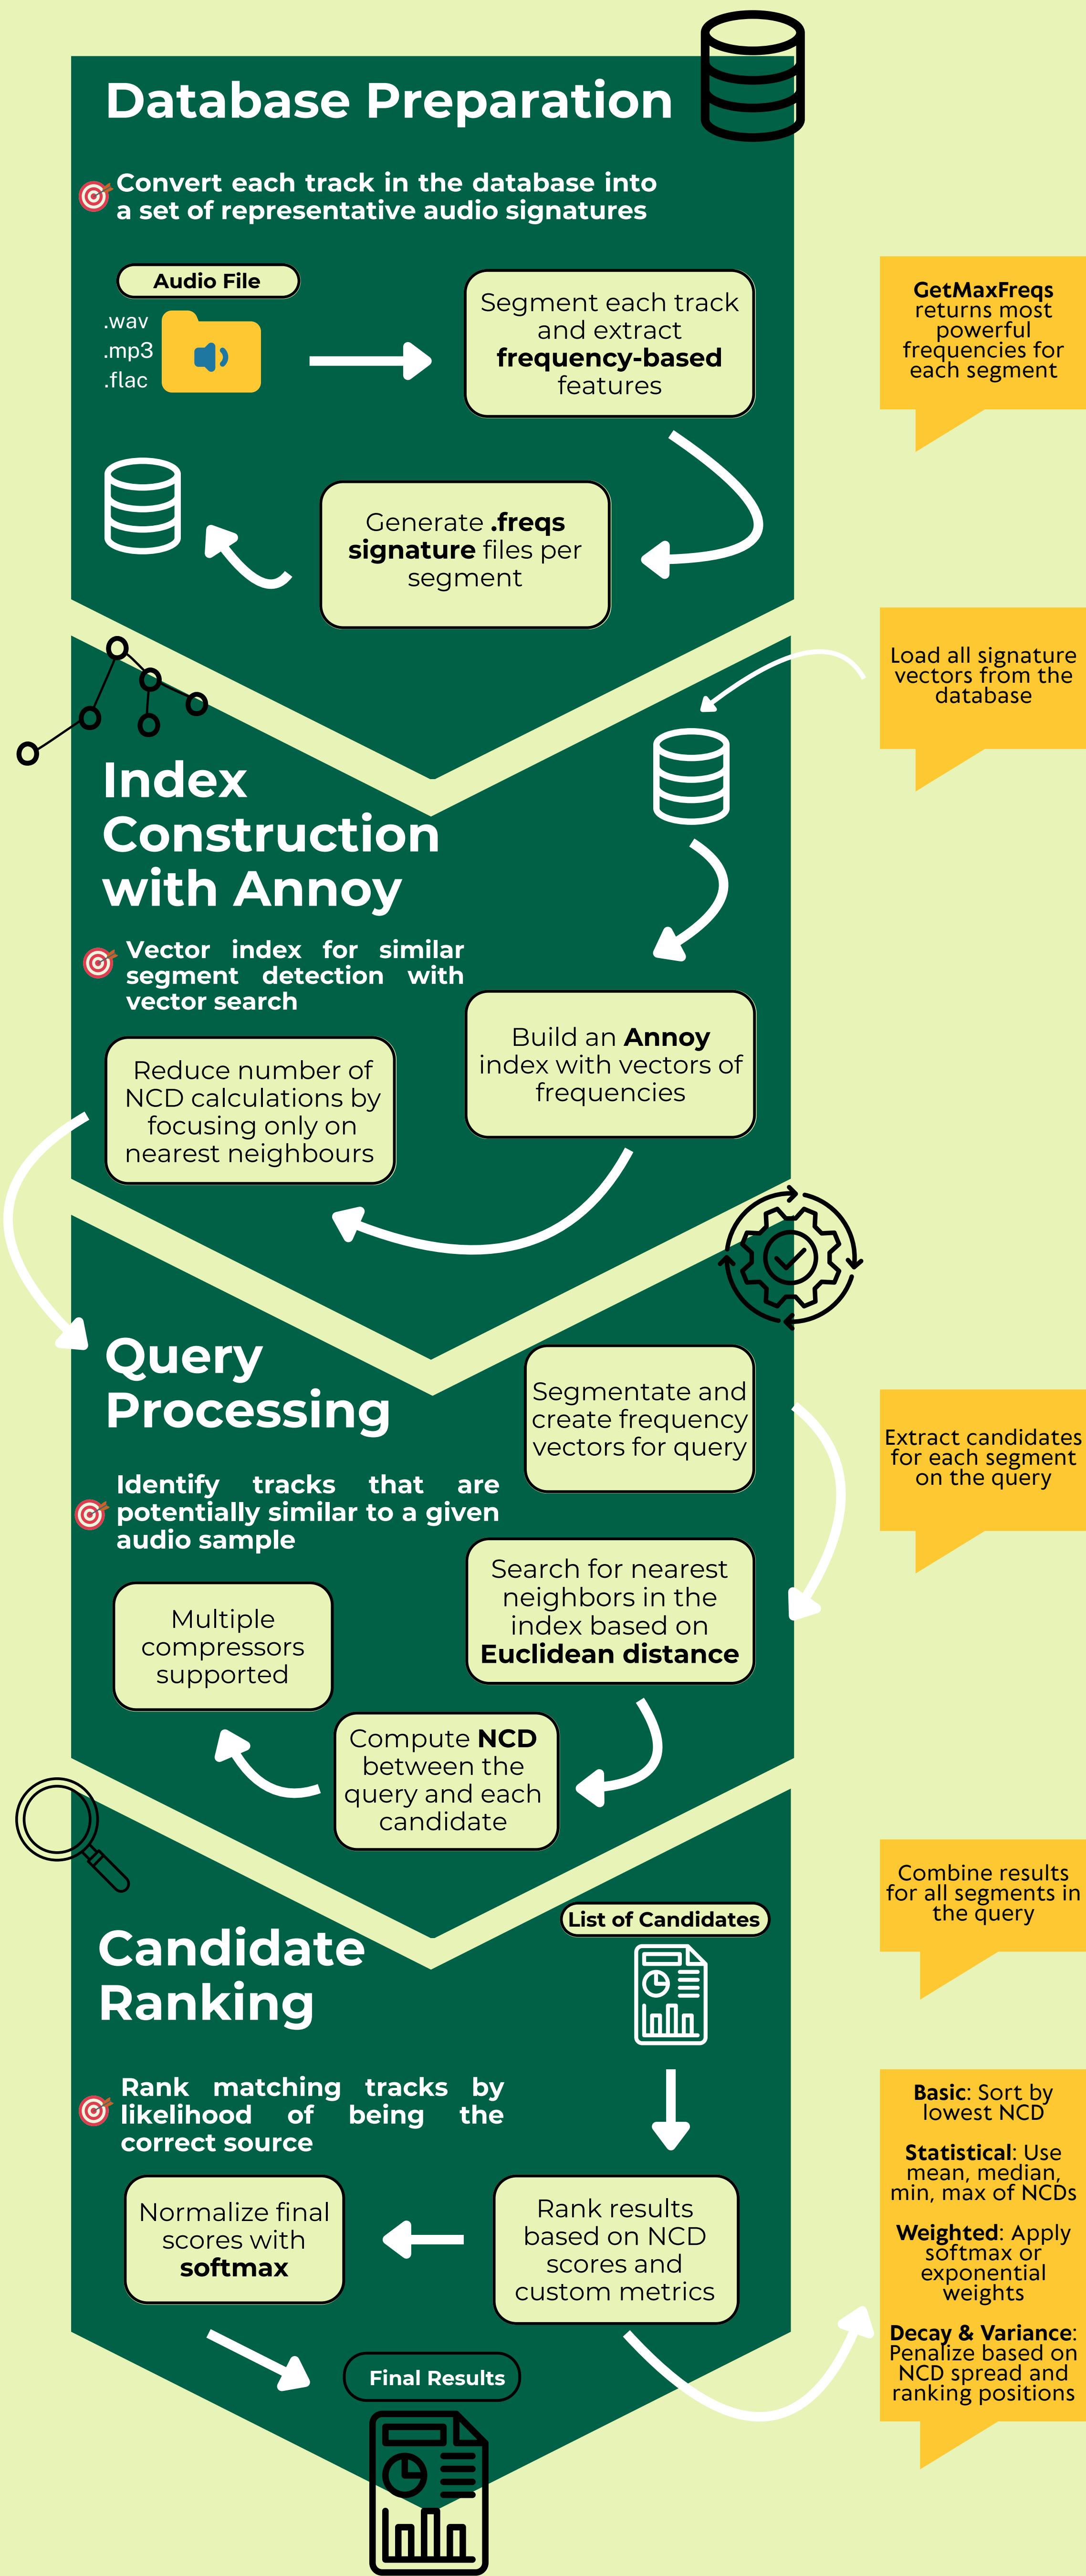 Database Preparation
Convert each track in the database into
a set of representative audio signatures
Audio File
.wav
.mp3
.flac
Segment each track
and extract
frequency-based
features
GetMaxFreqs
returns most
powerful
frequencies for
each segment
Generate .freqs
signature files per
segment
Load all signature
vectors from the
database
Index
Construction
with Annoy
Vector index for similar
segment detection with
vector search
Build an Annoy
index with vectors of
frequencies
Reduce number of
NCD calculations by
focusing only on
nearest neighbours
Query
Processing
Identify tracks that are
potentially similar to a given
audio sample
Segmentate and
create frequency
vectors for query
Extract candidates
for each segment
on the query
Search for nearest
neighbors in the
index based on
Euclidean distance
Compute NCD
between the
query and each
candidate
Multiple
compressors
supported
Candidate
Ranking
Rank matching tracks by
likelihood of being the
correct source
List of Candidates
Combine results
for all segments in
the query
Rank results
based on NCD
scores and
custom metrics
Basic: Sort by
lowest NCD
Statistical: Use
mean, median,
min, max of NCDs
Weighted: Apply
softmax or
exponential
weights
Decay & Variance:
Penalize based on
NCD spread and
ranking positions
Normalize final
scores with
softmax
Final Results